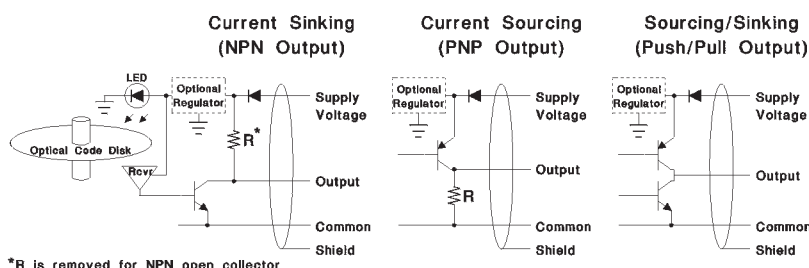 Current Sinking
(NPN Output)
LED
Optional
Regulator
Supply
Voltage
R*
Optical Code Disk
Rcvr
Output
Common
Shield
*R is removed for NPN open collector
Current Sourcing
(PNP Output)
Optional
Regulator
Supply
Voltage
Output
R
Common
Shield
Sourcing/Sinking
(Push/Pull Output)
Optional
Regulator
Supply
Voltage
Output
Common
Shield